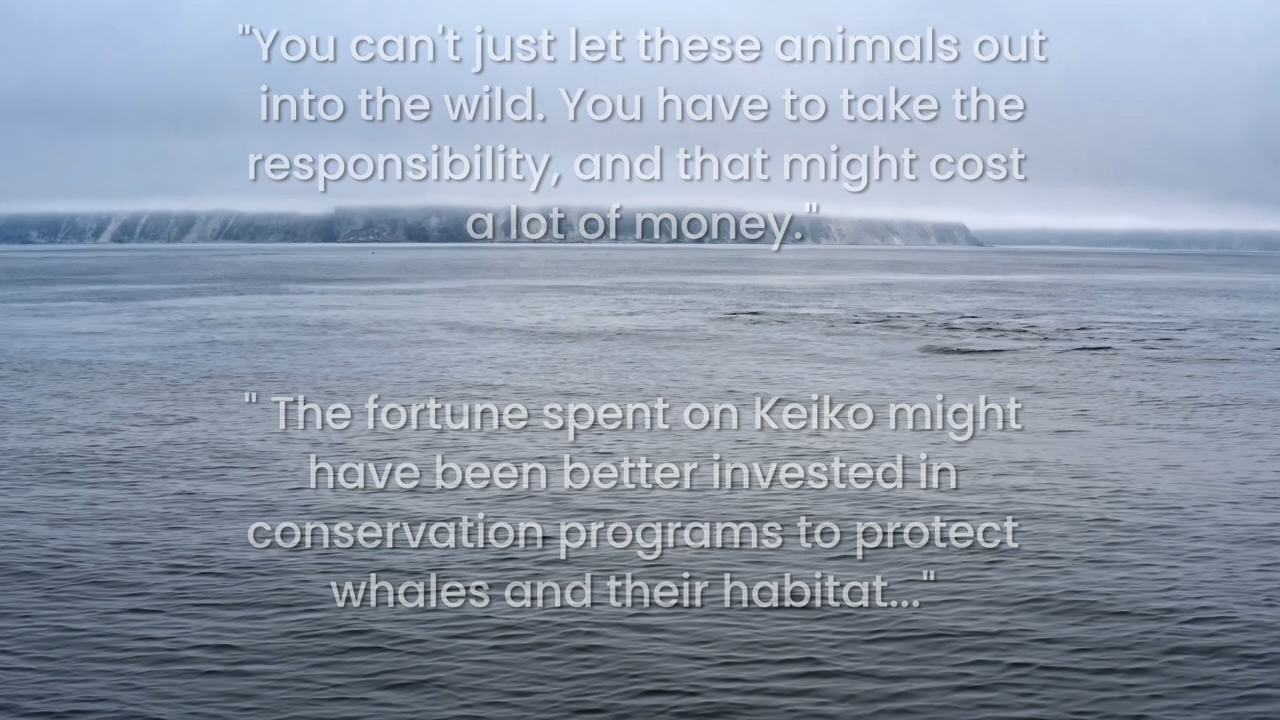 "You can't just let these animals out
into the wild. You have to take the
responsibility, and that might cost
a lot of money."
" The fortune spent on Keiko might
have been better invested in
conservation programs to protect
whales and their habitat..."